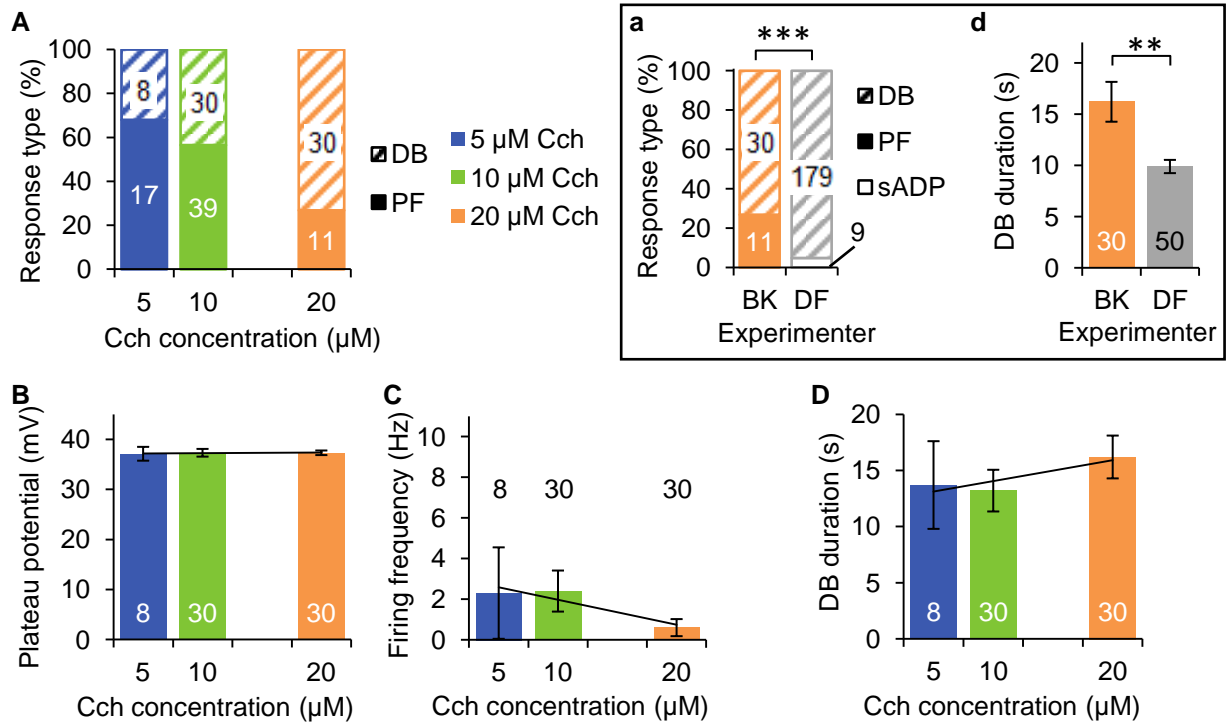 A
Response type (%)
100
80
60
40
20
0
8
17
30
39
30
11
5
10
20
Cch concentration (µM)
DB
PF
5 µM Cch
10 µM Cch
20 µM Cch
a
Response type (%)
100
80
60
40
20
0
***
30
11
179
9
BK
DF
Experimenter
DB
PF
sADP
d
DB duration (s)
20
15
10
5
0
**
30
50
BK
DF
Experimenter
B
Plateau potential (mV)
40
30
20
10
0
8
30
30
5
10
20
Cch concentration (µM)
C
Firing frequency (Hz)
10
8
6
4
2
0
8
30
30
5
10
20
Cch concentration (µM)
D
DB duration (s)
20
15
10
5
0
8
30
30
5
10
20
Cch concentration (µM)